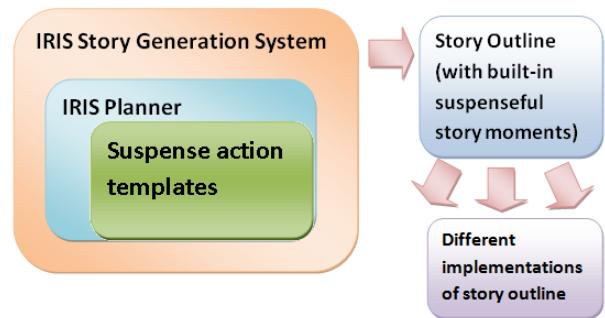 IRIS Story Generation System
IRIS Planner
Suspense action
templates
Story Outline
(with built-in
suspenseful
story moments)
Different
implementations
of story outline